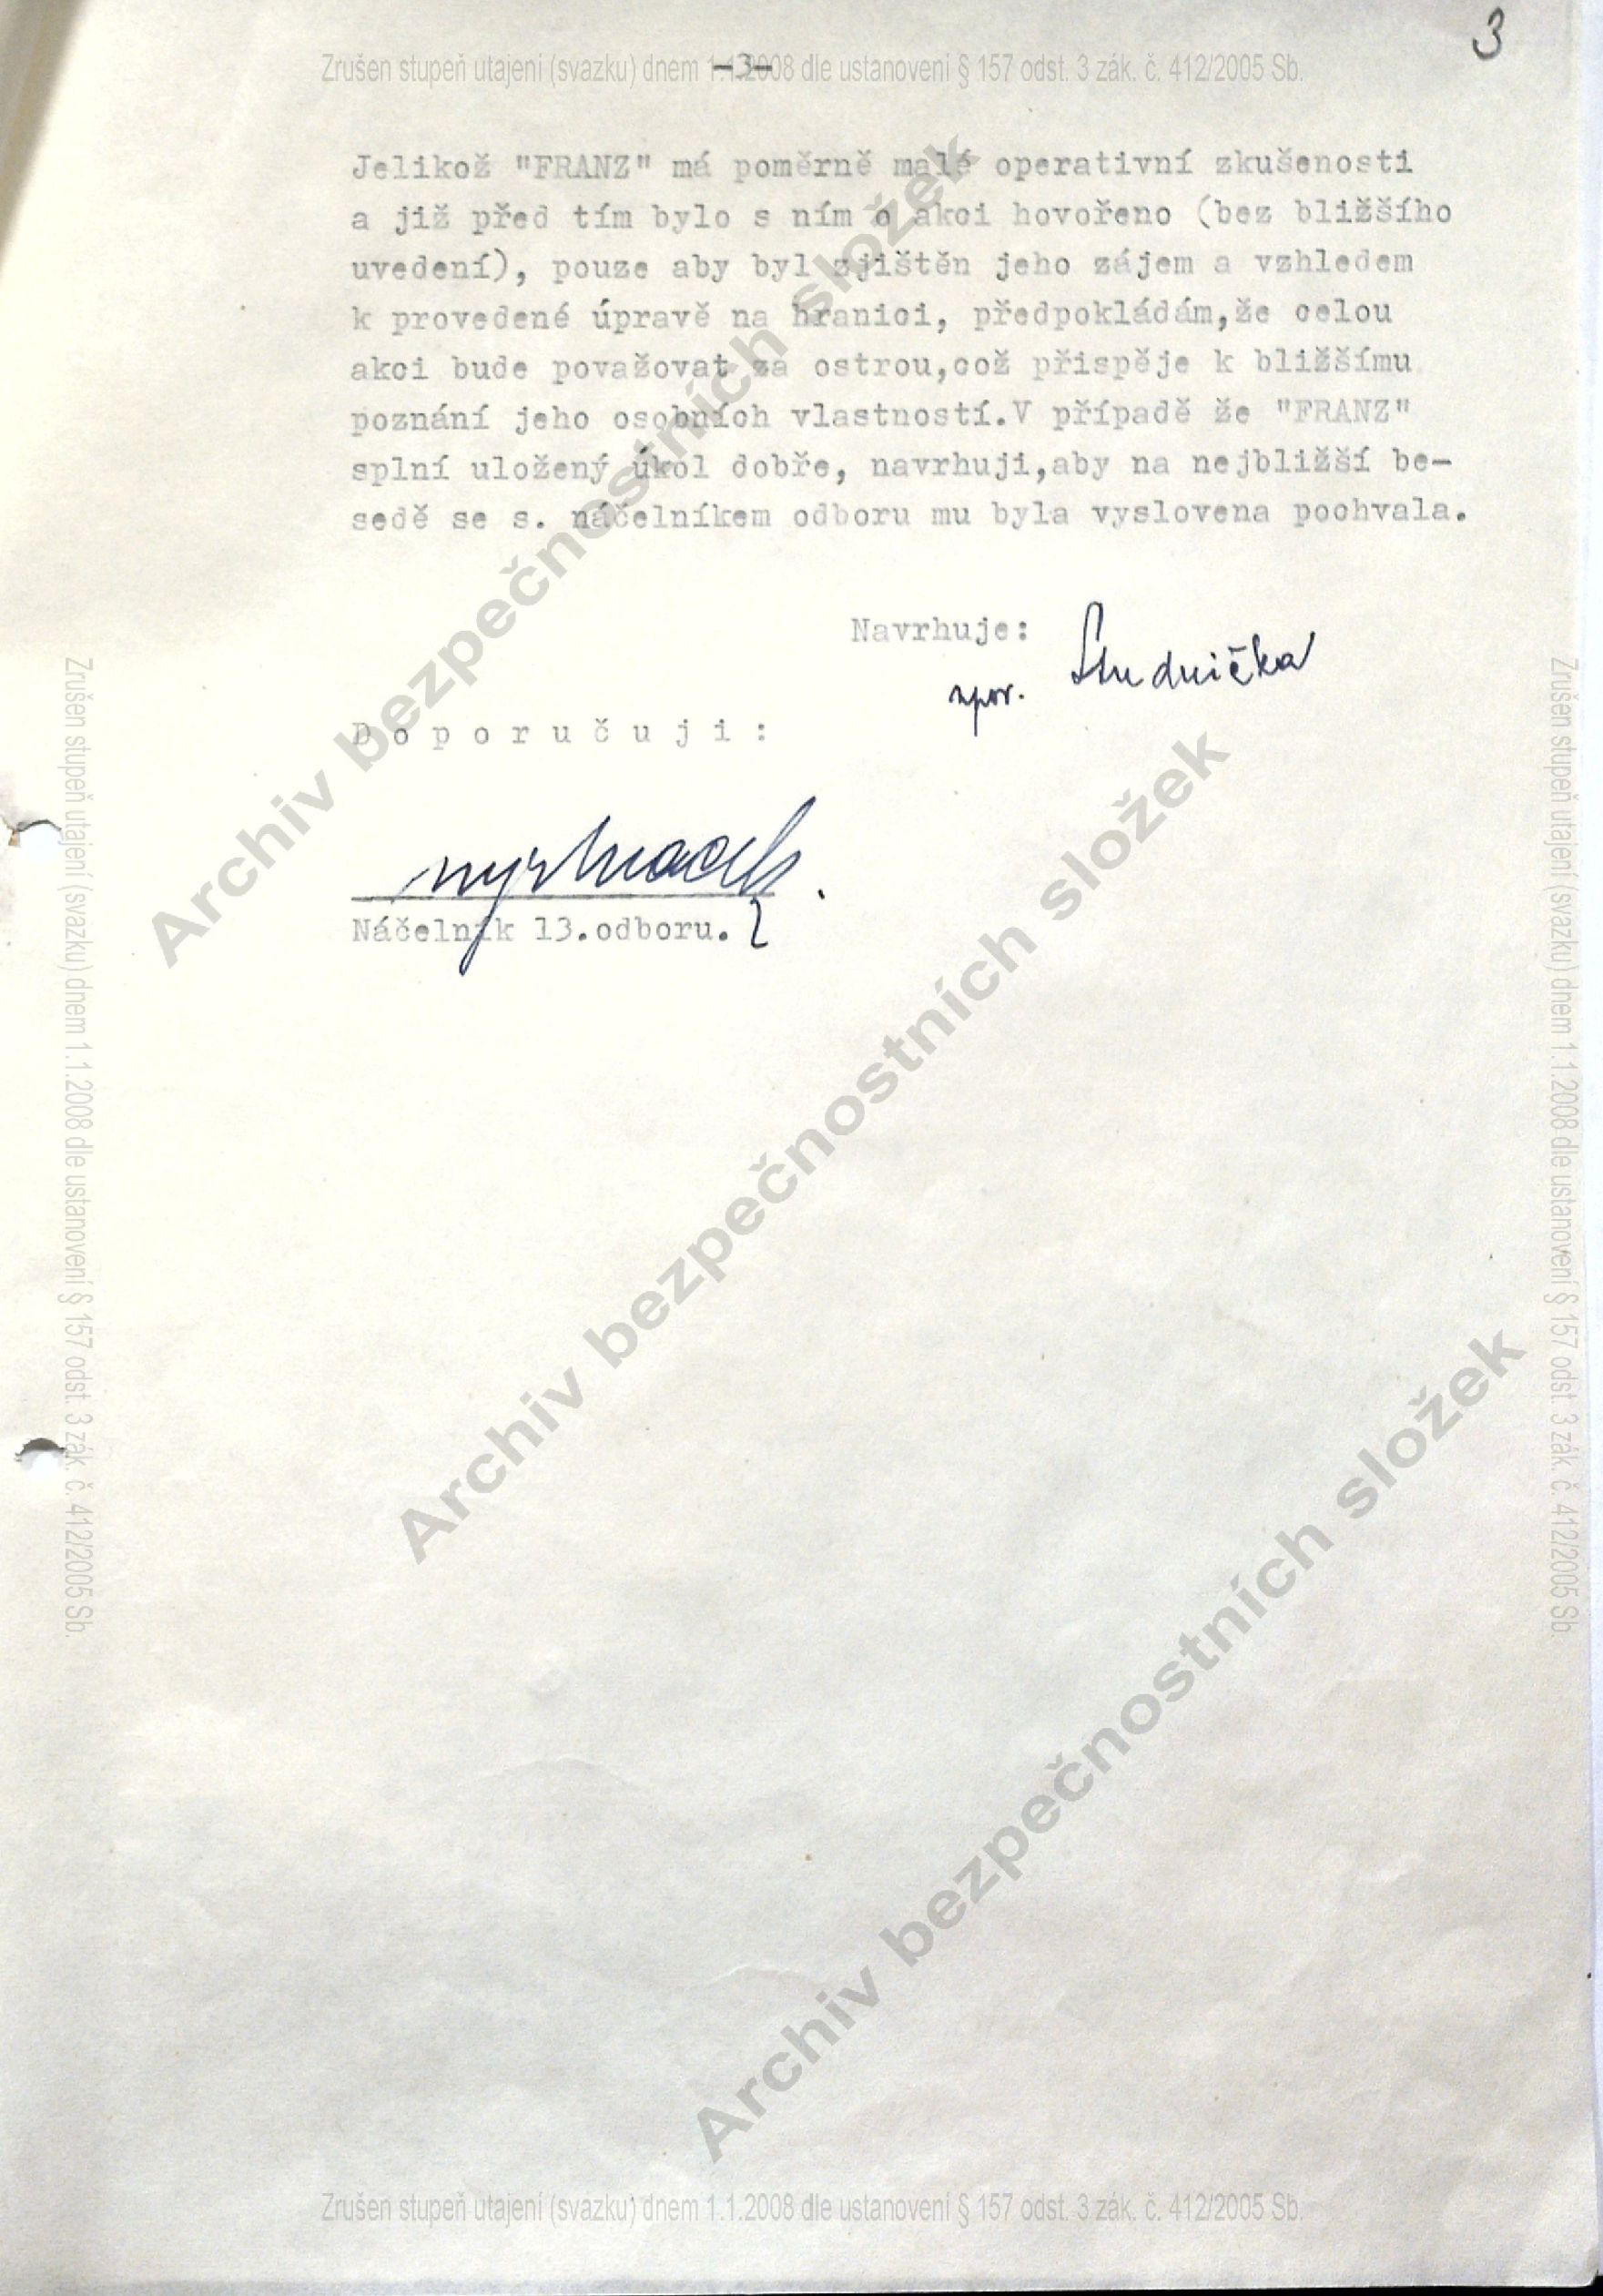 3
Zrušen stupeň utajení (svazku) dnem 1.1.2008 dle ustanovení § 157 odst. 3 zák. č. 412/2005 Sb.
-3-
Jelikož "FRANZ" má poměrně malé operativní zkušenosti
a již před tím bylo s ním o akci hovořeno (bez bližšího
uvedení), pouze aby byl zjištěn jeho zájem a vzhledem
k provedené úpravě na hranici, předpokládám,že celou
akci bude považovat za ostrou,což přispěje k bližšímu
poznání jeho osobních vlastností.V případě že "FRANZ"
splní uložený úkol dobře, navrhuji,aby na nejbližší be-
sedě se s. náčelníkem odboru mu byla vyslovena pochvala.
Navrhuje:
npor. Studnička
Doporučuji:
Náčelník 13.odboru.
Archiv bezpečnostních složek
Archiv bezpečnostních složek
Archiv bezpečnostních složek
Zrušen stupeň utajení (svazku) dnem 1.1.2008 dle ustanovení § 157 odst. 3 zák. č. 412/2005 Sb.
Zrušen stupeň utajení (svazku) dnem 1.1.2008 dle ustanovení § 157 odst. 3 zák. č. 412/2005 Sb.
Zrušen stupeň utajení (svazku) dnem 1.1.2008 dle ustanovení § 157 odst. 3 zák. č. 412/2005 Sb.